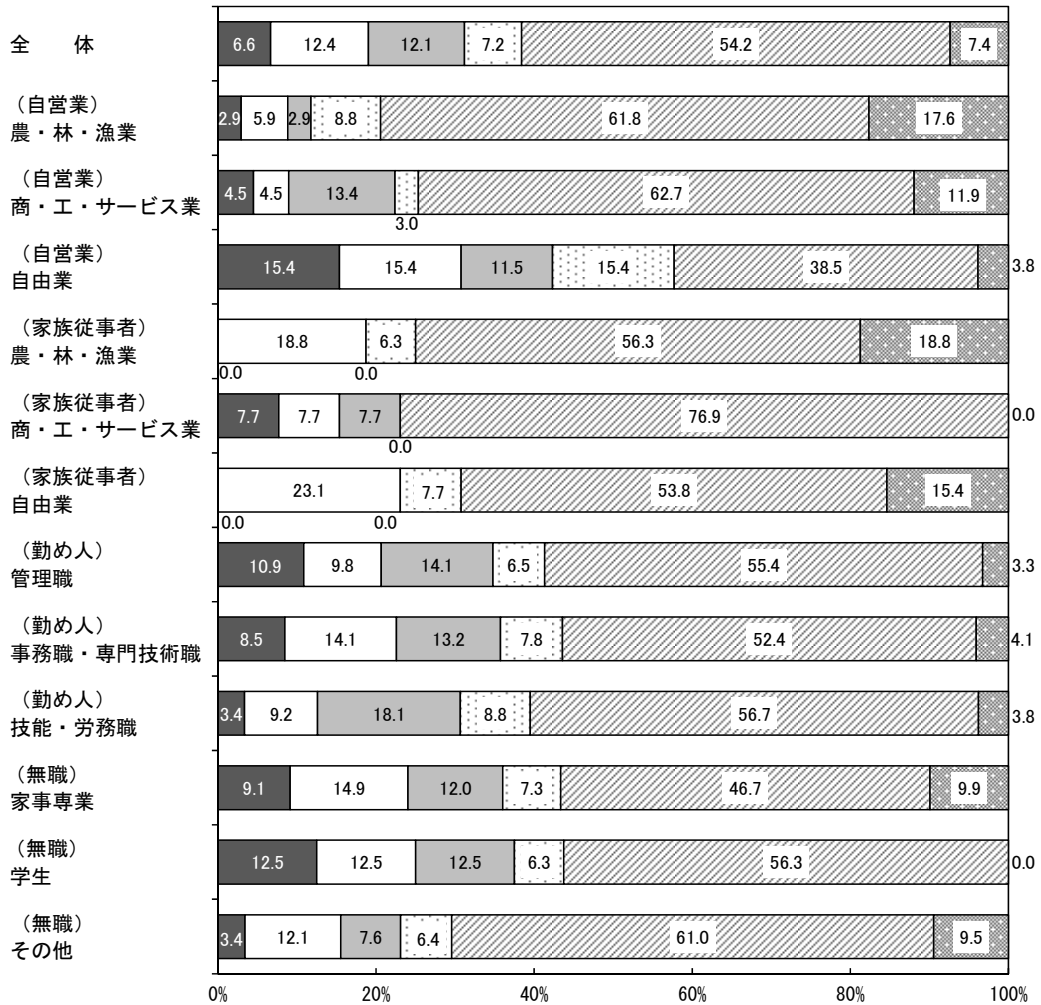 全　　体
6.6 12.4 12.1 7.2 54.2 7.4
（自営業）
農・林・漁業
2.9 5.9 2.9 8.8 61.8 17.6
（自営業）
商・工・サービス業
4.5 4.5 13.4 3.0 62.7 11.9
（自営業）
自由業
15.4 15.4 11.5 15.4 38.5 3.8
（家族従事者）
農・林・漁業
0.0 18.8 0.0 6.3 56.3 18.8
（家族従事者）
商・工・サービス業
7.7 7.7 7.7 0.0 76.9 0.0
（家族従事者）
自由業
0.0 23.1 0.0 7.7 53.8 15.4
（勤め人）
管理職
10.9 9.8 14.1 6.5 55.4 3.3
（勤め人）
事務職・専門技術職
8.5 14.1 13.2 7.8 52.4 4.1
（勤め人）
技能・労務職
3.4 9.2 18.1 8.8 56.7 3.8
（無職）
家事専業
9.1 14.9 12.0 7.3 46.7 9.9
（無職）
学生
12.5 12.5 12.5 6.3 56.3 0.0
（無職）
その他
3.4 12.1 7.6 6.4 61.0 9.5
0% 20% 40% 60% 80% 100%